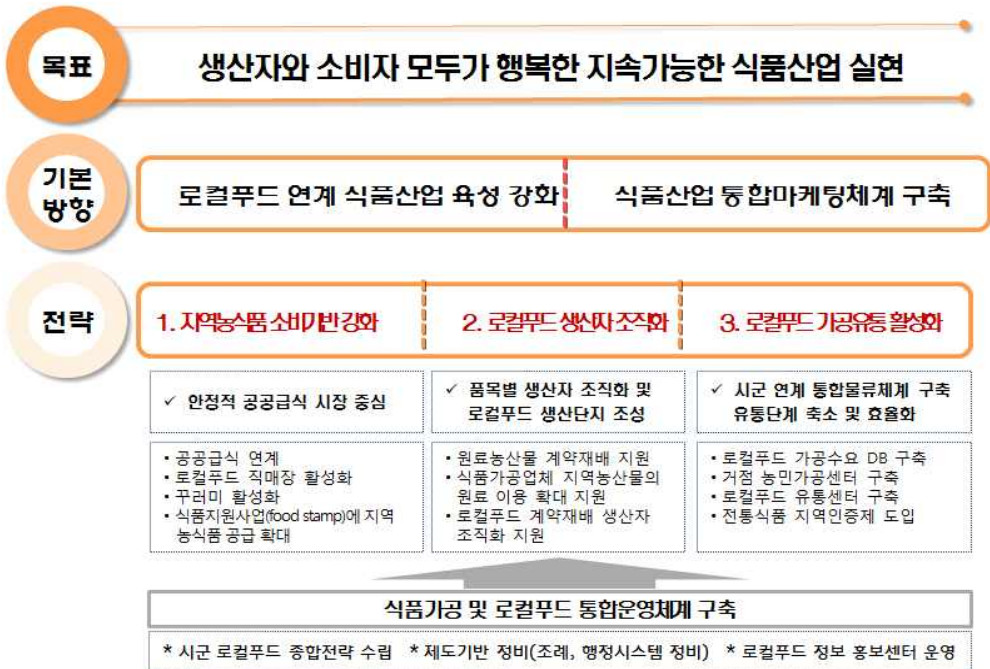 목표
생산자와 소비자 모두가 행복한 지속가능한 식품산업 실현
기본
방향
로컬푸드 연계 식품산업 육성 강화
식품산업 통합마케팅체계 구축
전략
1. 지역농식품 소비기반 강화
2. 로컬푸드 생산자 조직화
3. 로컬푸드 가공유통 활성화
✓ 안정적 공공급식 시장 중심
✓ 품목별 생산자 조직화 및
로컬푸드 생산단지 조성
✓ 시군 연계 통합물류체계 구축
유통단계 축소 및 효율화
• 공공급식 연계
• 로컬푸드 직매장 활성화
• 꾸러미 활성화
• 식품지원사업(food stamp)에 지역
농식품 공급 확대
• 원료농산물 계약재배 지원
• 식품가공업체 지역농산물의
원료 이용 확대 지원
• 로컬푸드 계약재배 생산자
조직화 지원
• 로컬푸드 가공수요 DB 구축
• 거점 농민가공센터 구축
• 로컬푸드 유통센터 구축
• 전통식품 지역인증제 도입
식품가공 및 로컬푸드 통합운영체계 구축
* 시군 로컬푸드 종합전략 수립 * 제도기반 정비(조례, 행정시스템 정비) * 로컬푸드 정보 홍보센터 운영